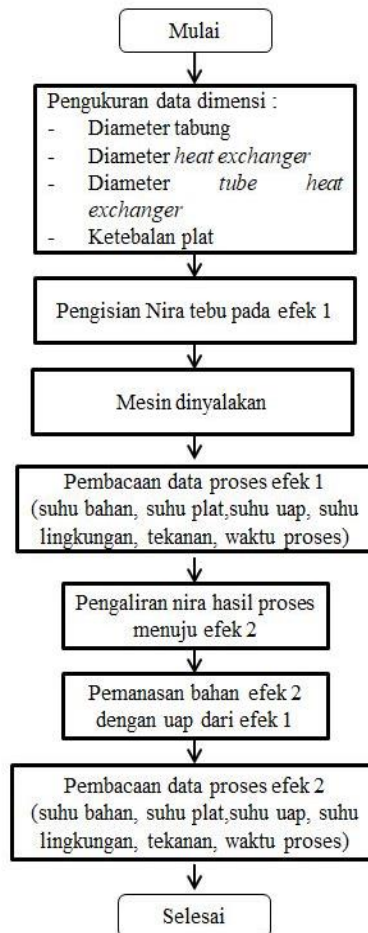 Mulai
Pengukuran data dimensi :
- Diameter tabung
- Diameter heat exchanger
- Diameter tube heat
exchanger
- Ketebalan plat
Pengisian Nira tebu pada efek 1
Mesin dinyalakan
Pembacaan data proses efek 1
(suhu bahan, suhu plat,suhu uap, suhu
lingkungan, tekanan, waktu proses)
Pengaliran nira hasil proses
menuju efek 2
Pemanasan bahan efek 2
dengan uap dari efek 1
Pembacaan data proses efek 2
(suhu bahan, suhu plat,suhu uap, suhu
lingkungan, tekanan, waktu proses)
Selesai